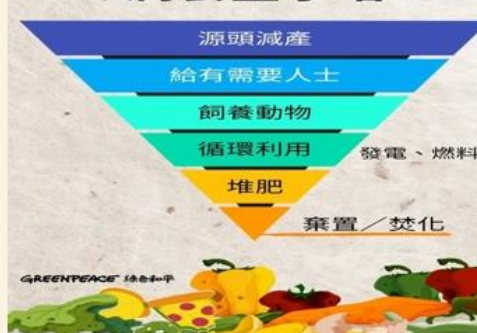 源頭減產
給有需要人士
飼養動物
循環利用
發電、燃料
堆肥
棄置／焚化
GREENPEACE 綠色和平